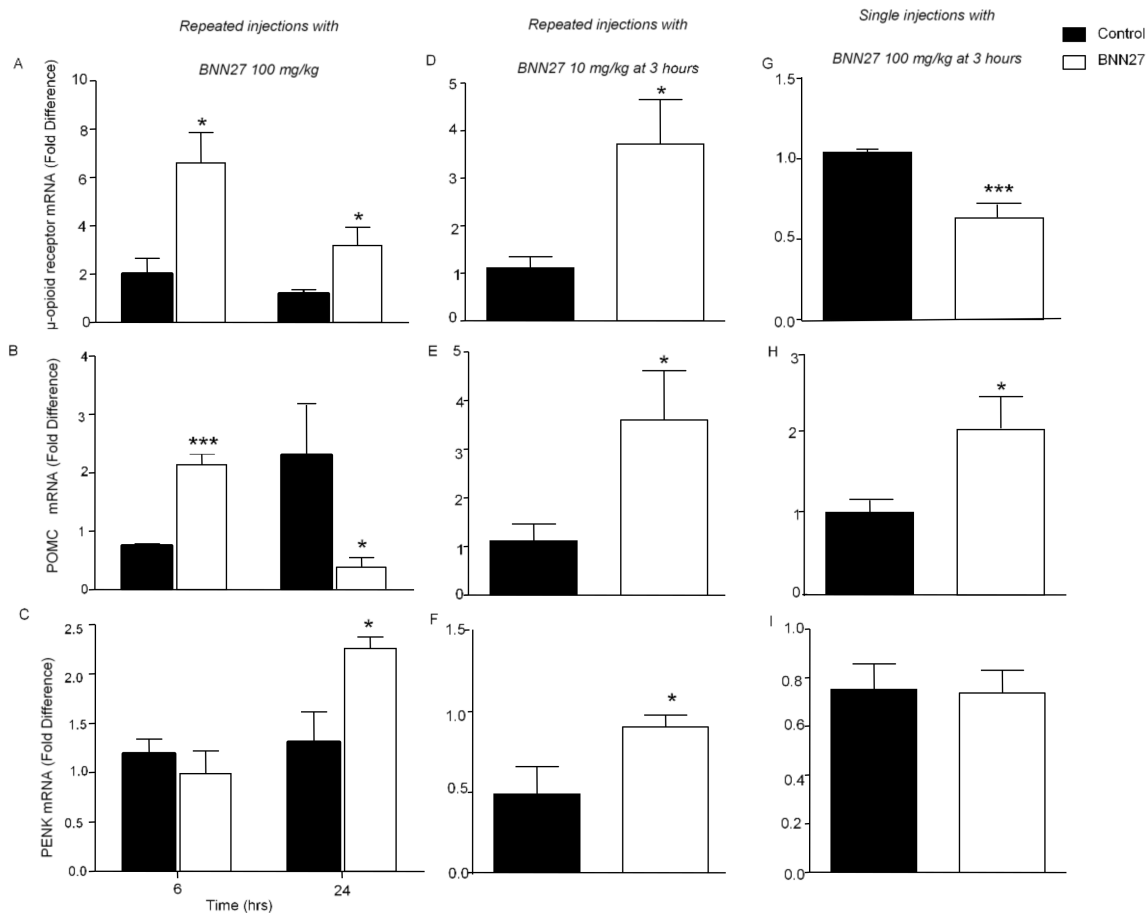 Repeated injections with
BNN27 100 mg/kg
Repeated injections with
BNN27 10 mg/kg at 3 hours
Single injections with
BNN27 100 mg/kg at 3 hours
Control
BNN27
A
μ-opioid receptor mRNA (Fold Difference)
10
8
6
4
2
0
*
*
D
5
4
3
2
1
0
*
G
1.5
1.0
0.5
0.0
***
B
POMC mRNA (Fold Difference)
4
3
2
1
0
***
*
E
5
4
3
2
1
0
*
H
3
2
1
0
*
C
PENK mRNA (Fold Difference)
2.5
2.0
1.5
1.0
0.5
0.0
*
6
24
Time (hrs)
F
1.5
1.0
0.5
0.0
*
I
1.0
0.8
0.6
0.4
0.2
0.0